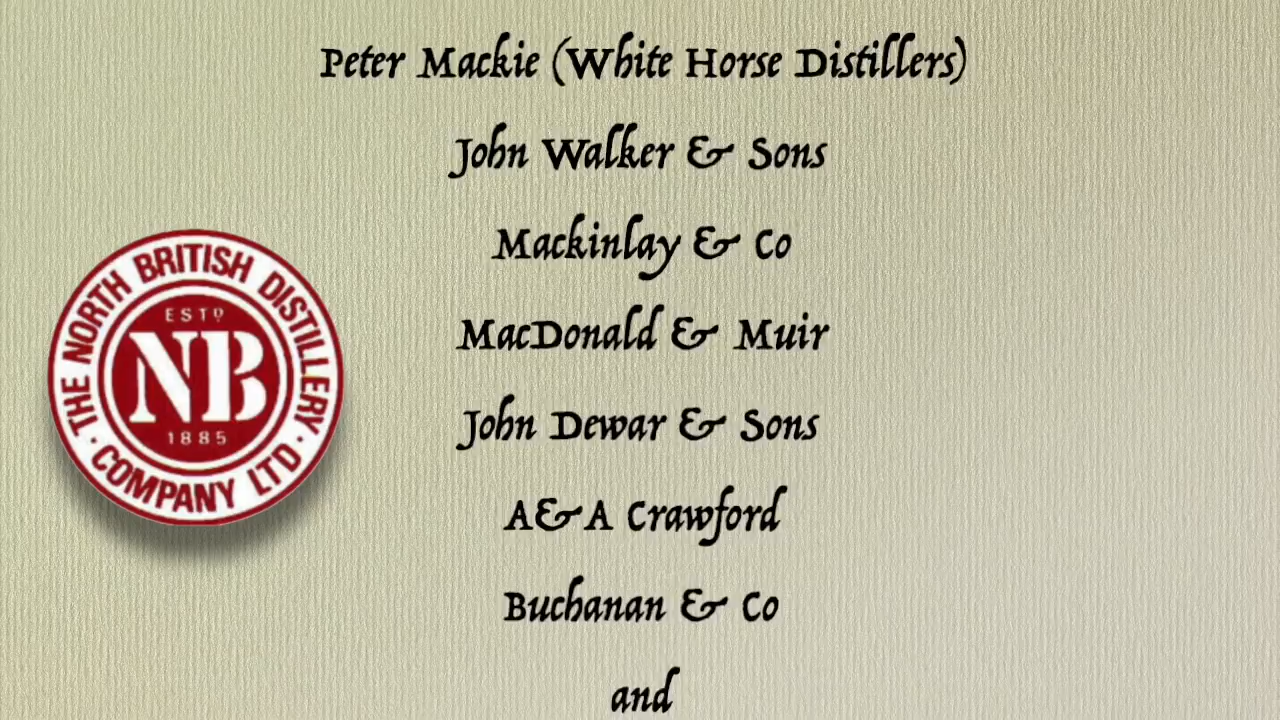 Peter Mackie (White Horse Distillers)
John Walker & Sons
Mackinlay & Co
MacDonald & Muir
John Dewar & Sons
A&A Crawford
Buchanan & Co
and
THE NORTH BRITISH DISTILLERY
· COMPANY LTD ·
ESTD
NB
1885